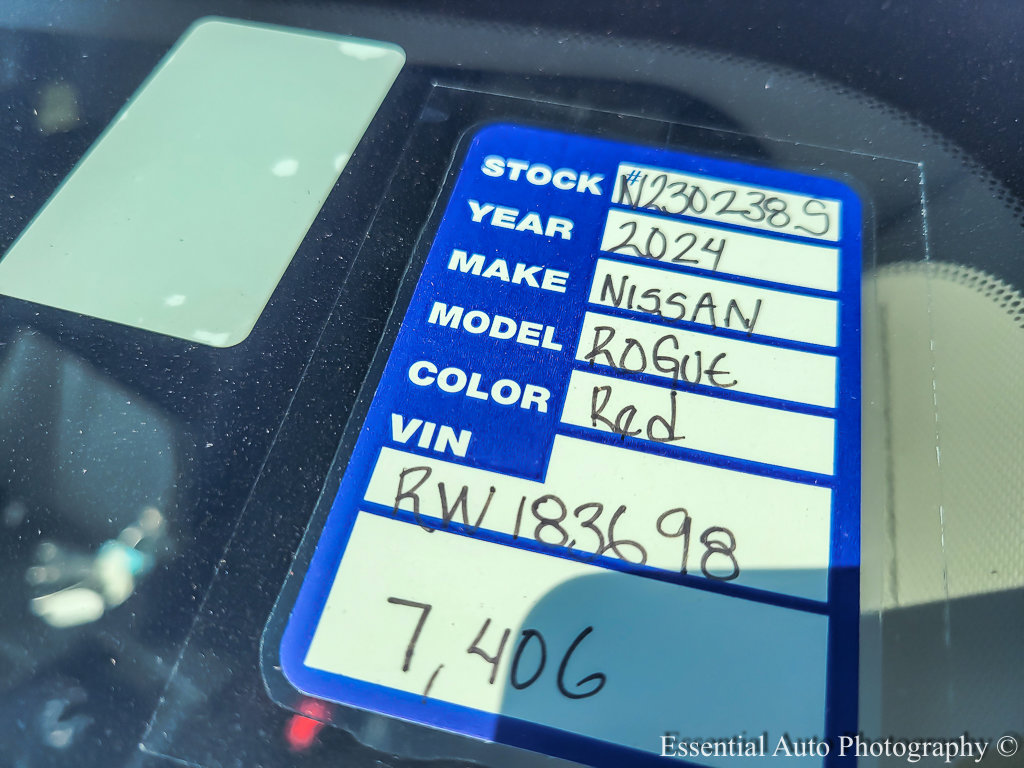 STOCK #N230238S
YEAR 2024
MAKE NISSAN
MODEL ROGUE
COLOR Red
VIN
RW183698
7,406
Essential Auto Photography ©